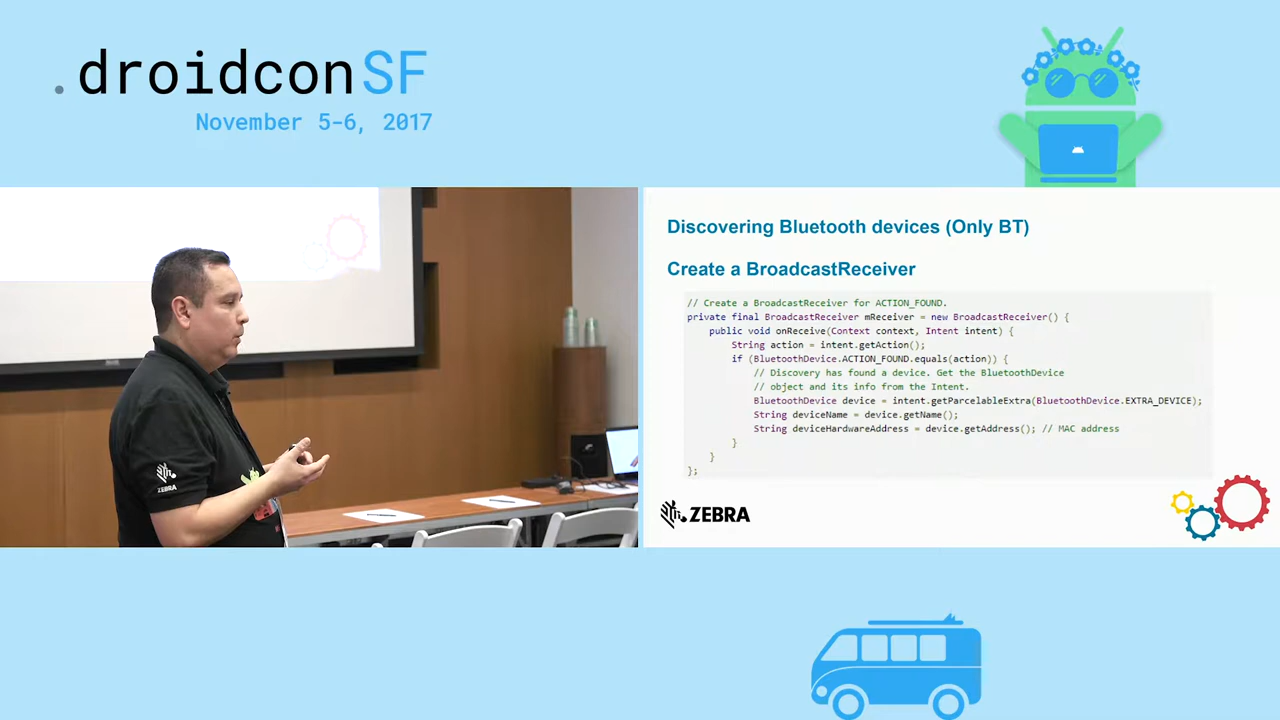 .droidconSF
November 5-6, 2017
ZEBRA
Discovering Bluetooth devices (Only BT)
Create a BroadcastReceiver
// Create a BroadcastReceiver for ACTION_FOUND.
private final BroadcastReceiver mReceiver = new BroadcastReceiver() {
public void onReceive(Context context, Intent intent) {
String action = intent.getAction();
if (BluetoothDevice.ACTION_FOUND.equals(action)) {
// Discovery has found a device. Get the BluetoothDevice
// object and its info from the Intent.
BluetoothDevice device = intent.getParcelableExtra(BluetoothDevice.EXTRA_DEVICE);
String deviceName = device.getName();
String deviceHardwareAddress = device.getAddress(); // MAC address
}
}
};
ZEBRA